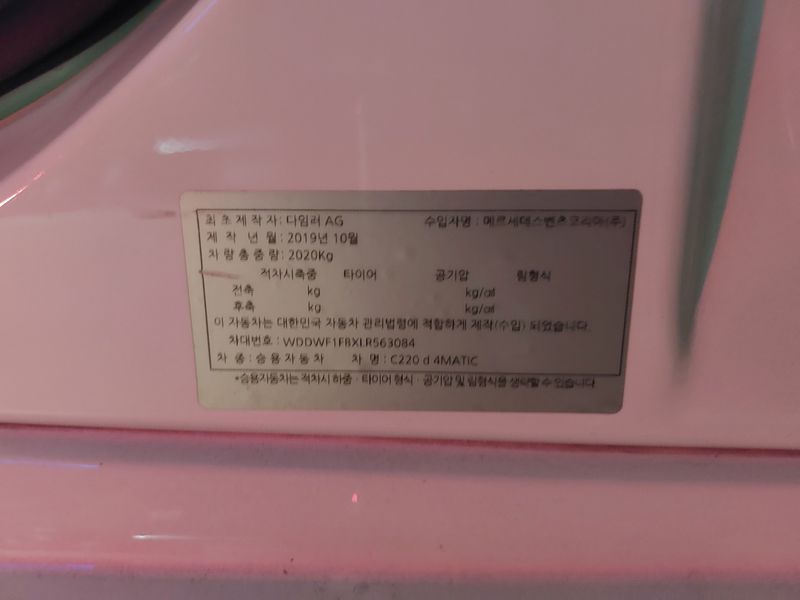 최초제작자: 다임러 AG 수입자명 : 메르세데스벤츠코리아(주)
제 작 년 월: 2019년 10월
차 량 총 중 량: 2020Kg
적차시축중 타이어 공기압 림형식
전축 kg kg/㎠
후축 kg kg/㎠
이 자동차는 대한민국 자동차 관리법령에 적합하게 제작(수입) 되었습니다.
차대번호 : WDDWF1FBXLR563084
차 종 : 승용자동차 차 명 : C220 d 4MATIC
*승용자동차는 적차시 하중 · 타이어 형식 · 공기압 및 림형식을 생략할 수 있습니다